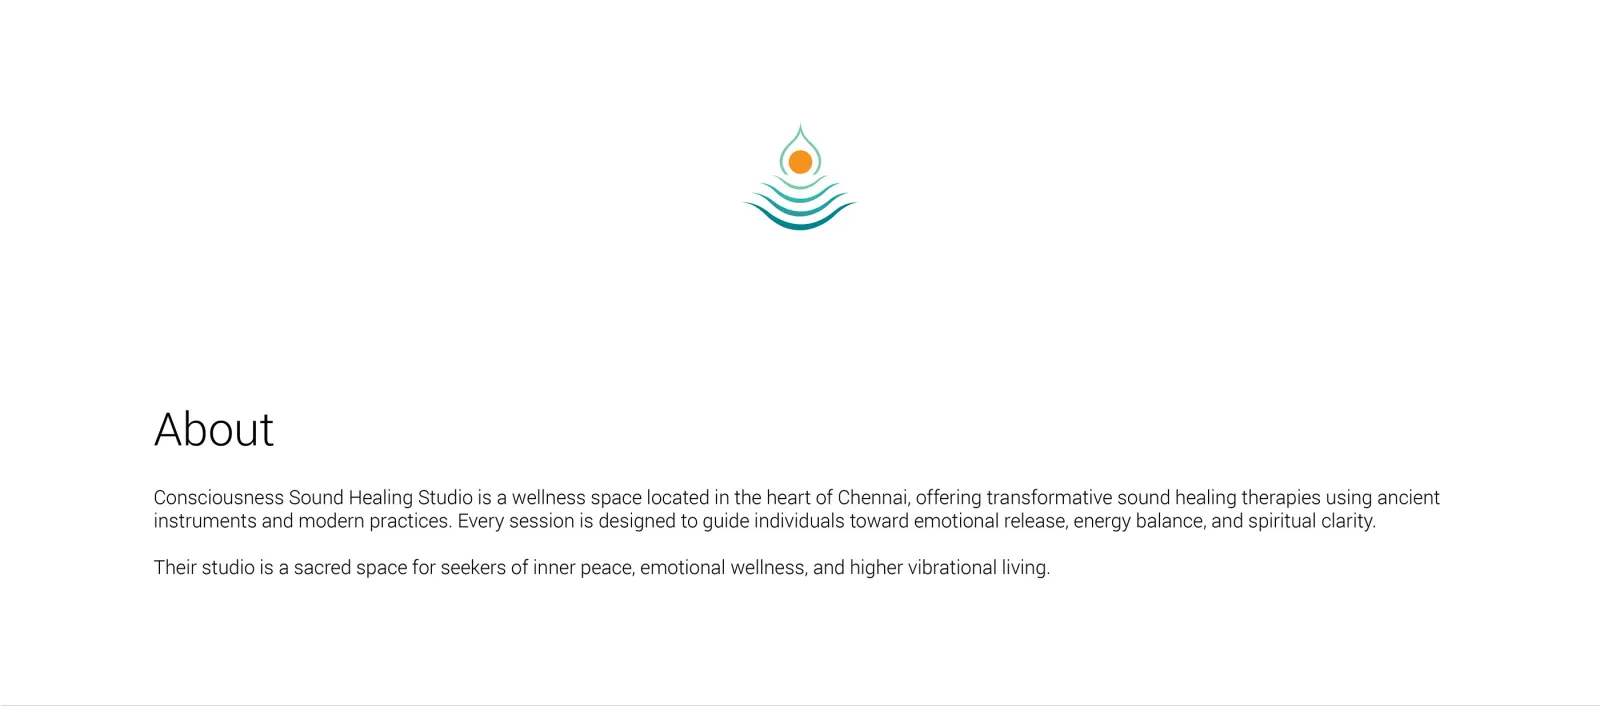 About
Consciousness Sound Healing Studio is a wellness space located in the heart of Chennai, offering transformative sound healing therapies using ancient
instruments and modern practices. Every session is designed to guide individuals toward emotional release, energy balance, and spiritual clarity.
Their studio is a sacred space for seekers of inner peace, emotional wellness, and higher vibrational living.